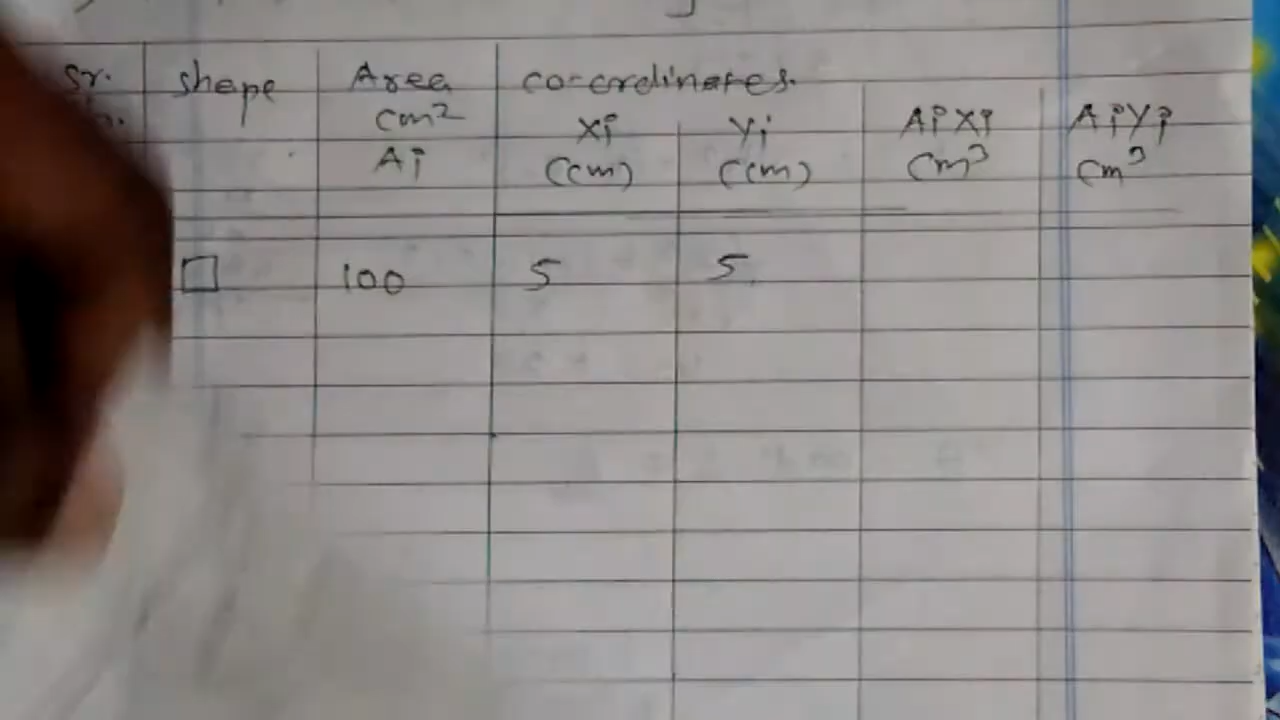 Sr. shape Area co-ordinates.
cm² xi yi Aixi Aiyi
Ai (cm) (cm) cm³ cm³
100 5 5